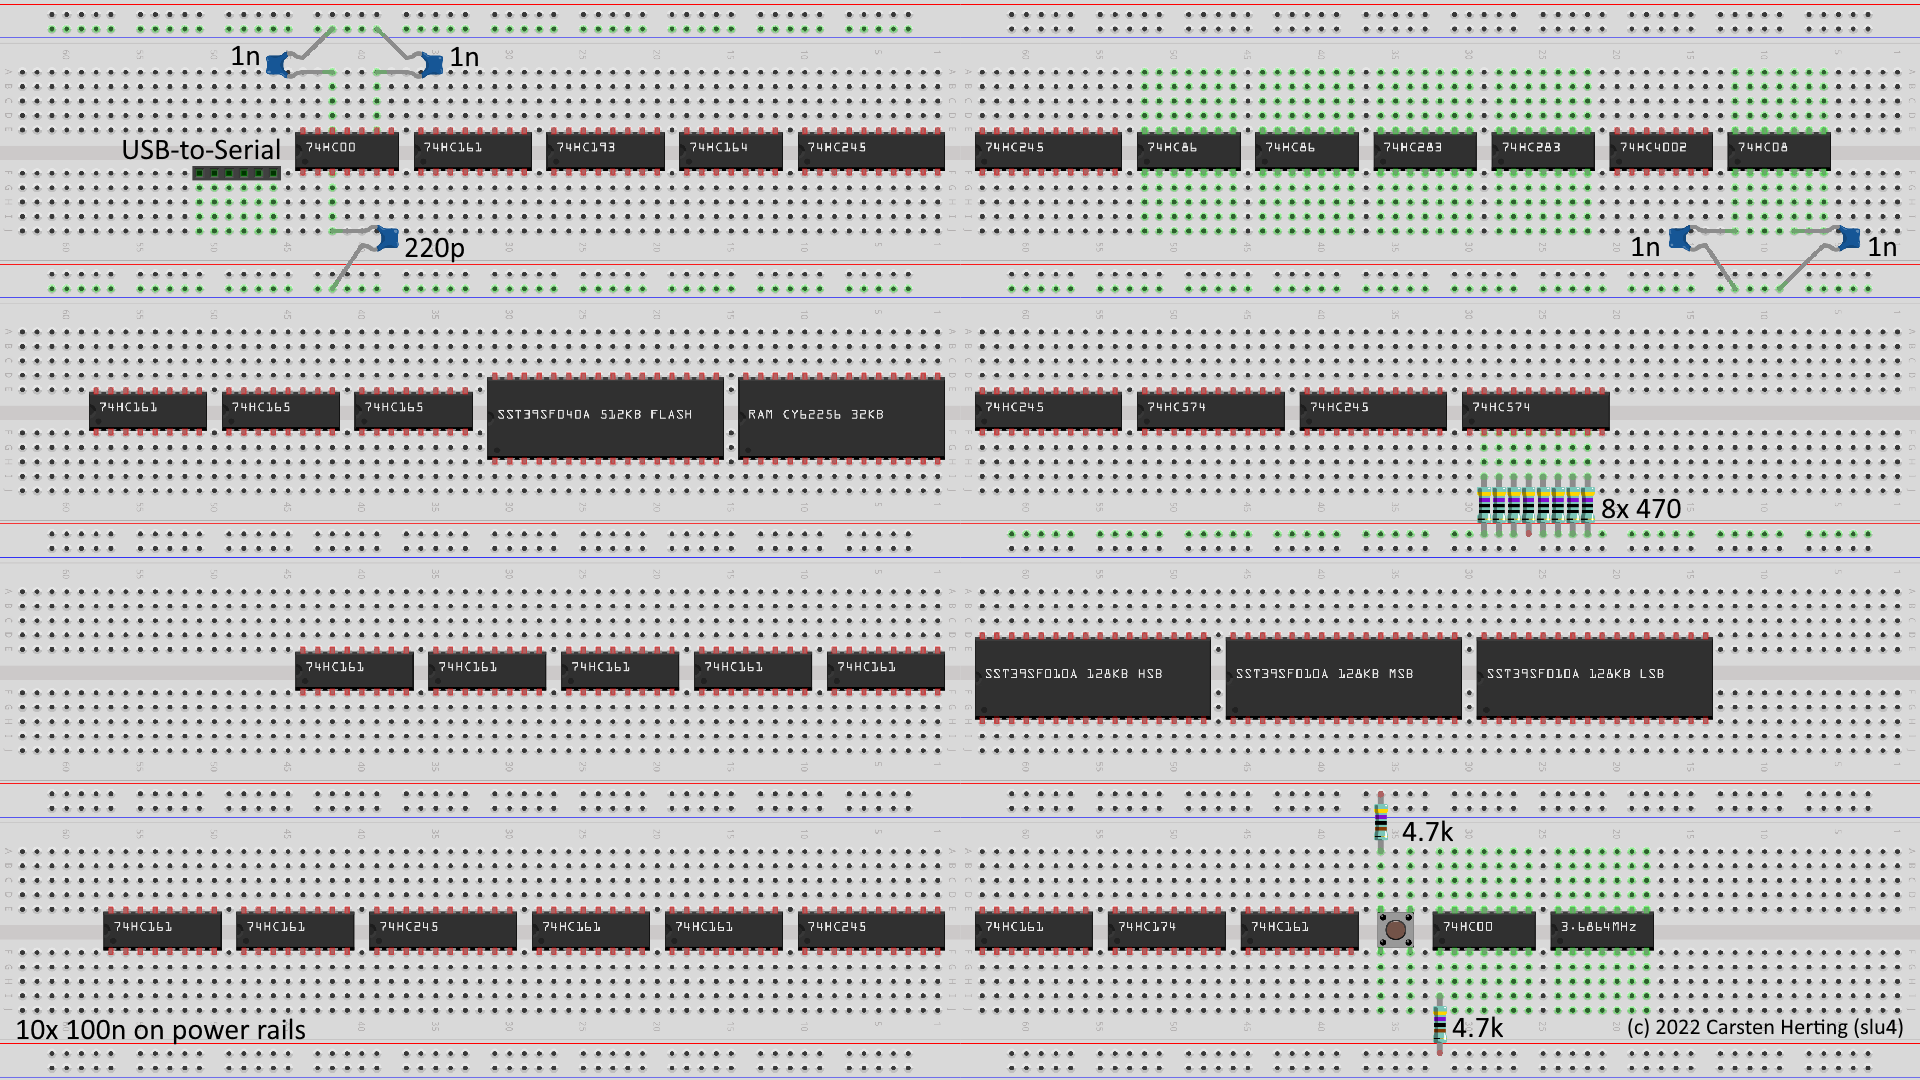 1n
1n
USB-to-Serial
74HC00
74HC161
74HC193
74HC164
74HC245
74HC245
74HC86
74HC86
74HC283
74HC283
74HC4002
74HC08
220p
1n
1n
74HC161
74HC165
74HC165
SST39SF040A 512KB FLASH
RAM CY62256 32KB
74HC245
74HC574
74HC245
74HC574
8x 470
74HC161
74HC161
74HC161
74HC161
74HC161
SST39SF010A 128KB HSB
SST39SF010A 128KB MSB
SST39SF010A 128KB LSB
4.7k
74HC161
74HC161
74HC245
74HC161
74HC161
74HC245
74HC161
74HC174
74HC161
74HC00
3.6864MHz
10x 100n on power rails
4.7k
(c) 2022 Carsten Herting (slu4)